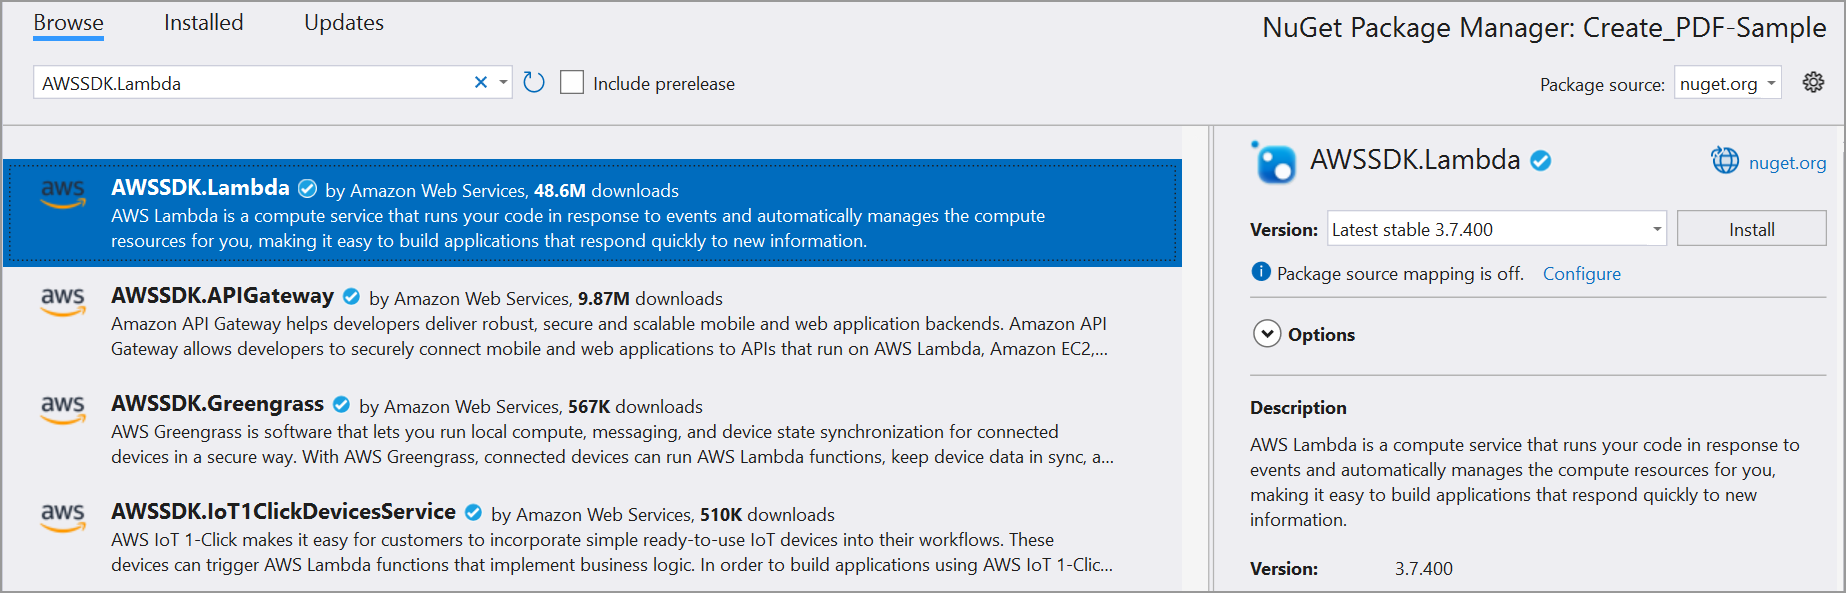 Browse Installed Updates
NuGet Package Manager: Create_PDF-Sample
AWSSDK.Lambda
Include prerelease
Package source: nuget.org
aws
AWSSDK.Lambda by Amazon Web Services, 48.6M downloads
AWS Lambda is a compute service that runs your code in response to events and automatically manages the compute
resources for you, making it easy to build applications that respond quickly to new information.
aws
AWSSDK.APIGateway by Amazon Web Services, 9.87M downloads
Amazon API Gateway helps developers deliver robust, secure and scalable mobile and web application backends. Amazon API
Gateway allows developers to securely connect mobile and web applications to APIs that run on AWS Lambda, Amazon EC2,...
aws
AWSSDK.Greengrass by Amazon Web Services, 567K downloads
AWS Greengrass is software that lets you run local compute, messaging, and device state synchronization for connected
devices in a secure way. With AWS Greengrass, connected devices can run AWS Lambda functions, keep device data in sync, a...
aws
AWSSDK.IoT1ClickDevicesService by Amazon Web Services, 510K downloads
AWS IoT 1-Click makes it easy for customers to incorporate simple ready-to-use IoT devices into their workflows. These
devices can trigger AWS Lambda functions that implement business logic. In order to build applications using AWS IoT 1-Clic...
AWSSDK.Lambda
nuget.org
Version: Latest stable 3.7.400 Install
Package source mapping is off. Configure
Options
Description
AWS Lambda is a compute service that runs your code in response to
events and automatically manages the compute resources for you,
making it easy to build applications that respond quickly to new
information.
Version: 3.7.400